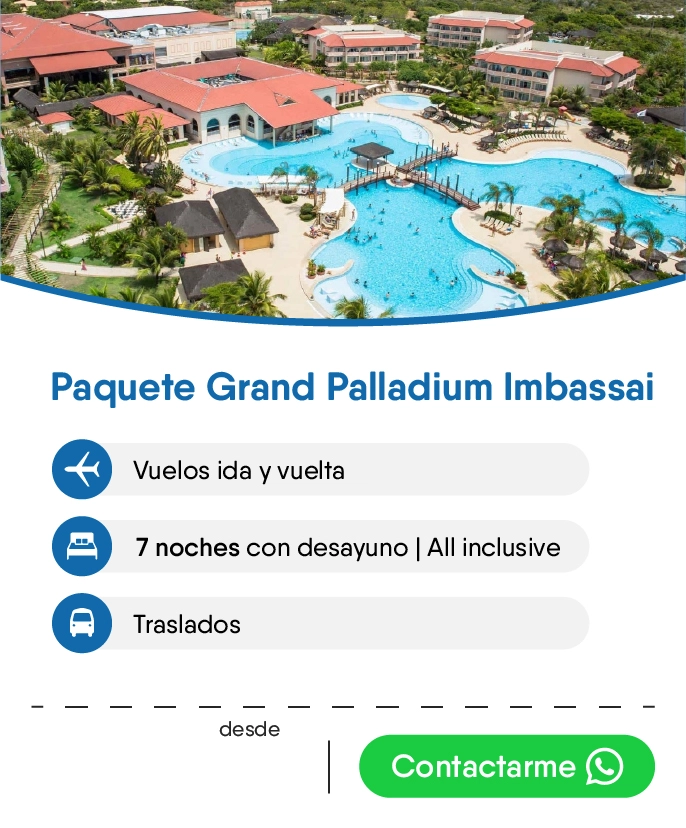 Paquete Grand Palladium Imbassai
Vuelos ida y vuelta
7 noches con desayuno | All inclusive
Traslados
desde
Contactarme